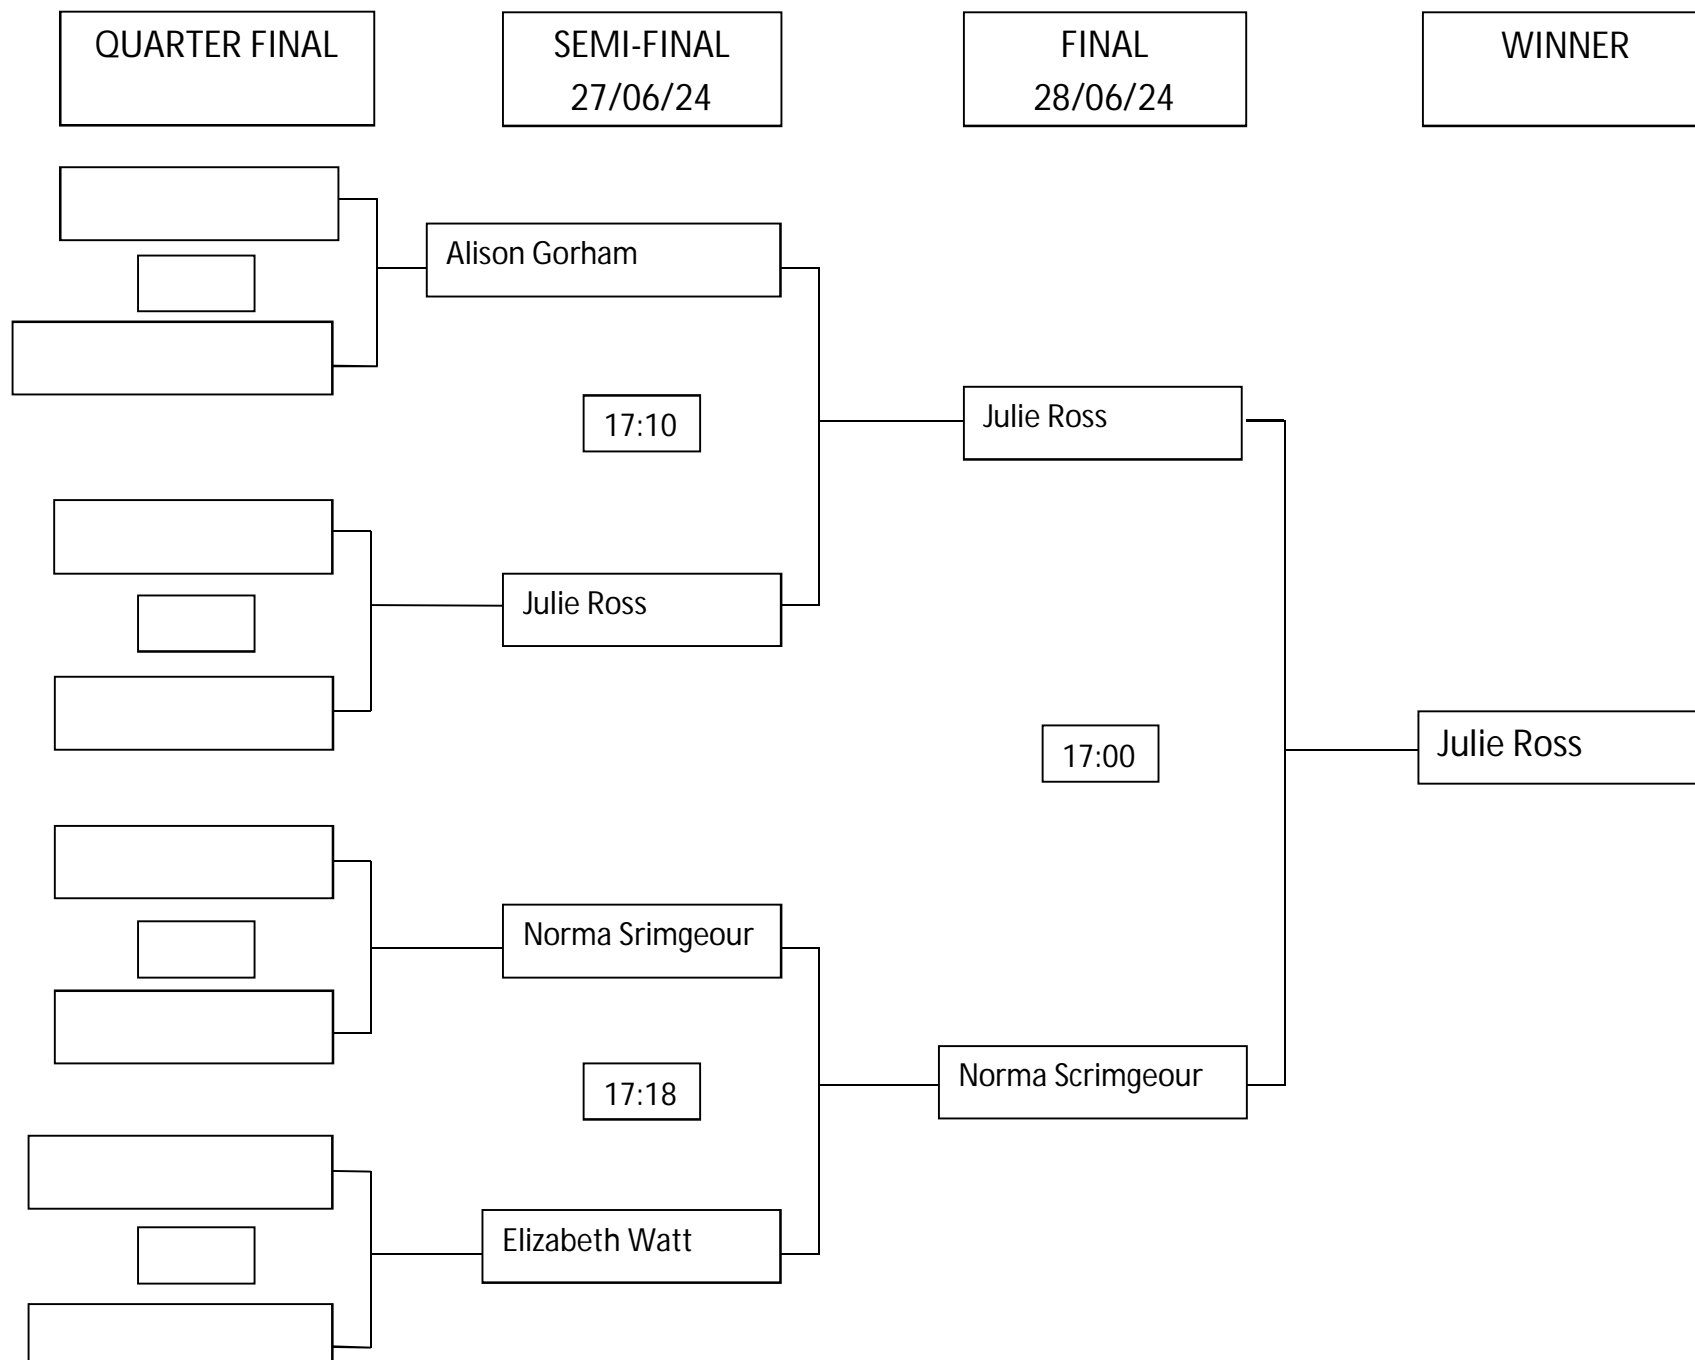 QUARTER FINAL
SEMI-FINAL
27/06/24
FINAL
28/06/24
WINNER
Alison Gorham
17:10
Julie Ross
Julie Ross
17:00
Julie Ross
Norma Srimgeour
17:18
Norma Scrimgeour
Elizabeth Watt